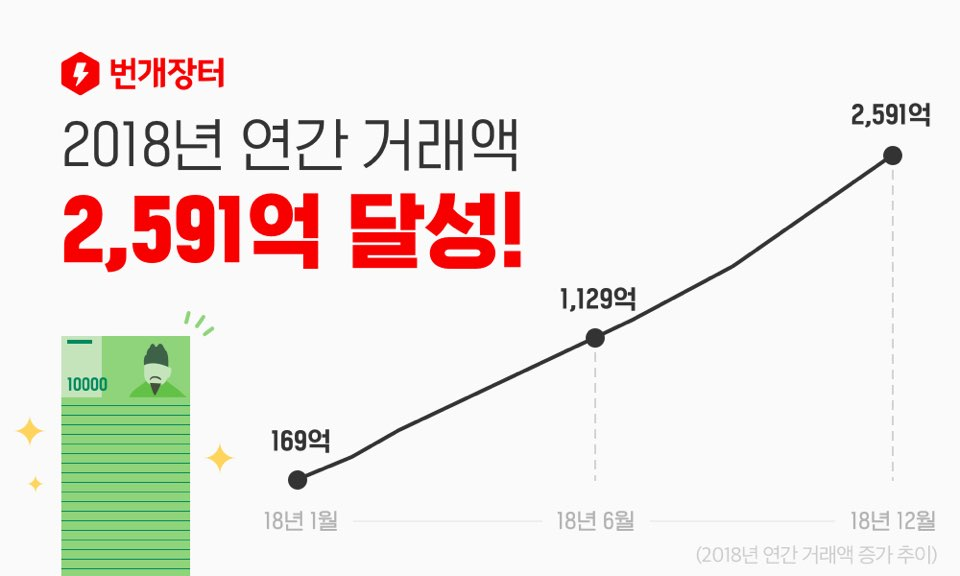 번개장터
2018년 연간 거래액
2,591억 달성!
2,591억
1,129억
10000
169억
18년 1월
18년 6월
18년 12월
(2018년 연간 거래액 증가 추이)